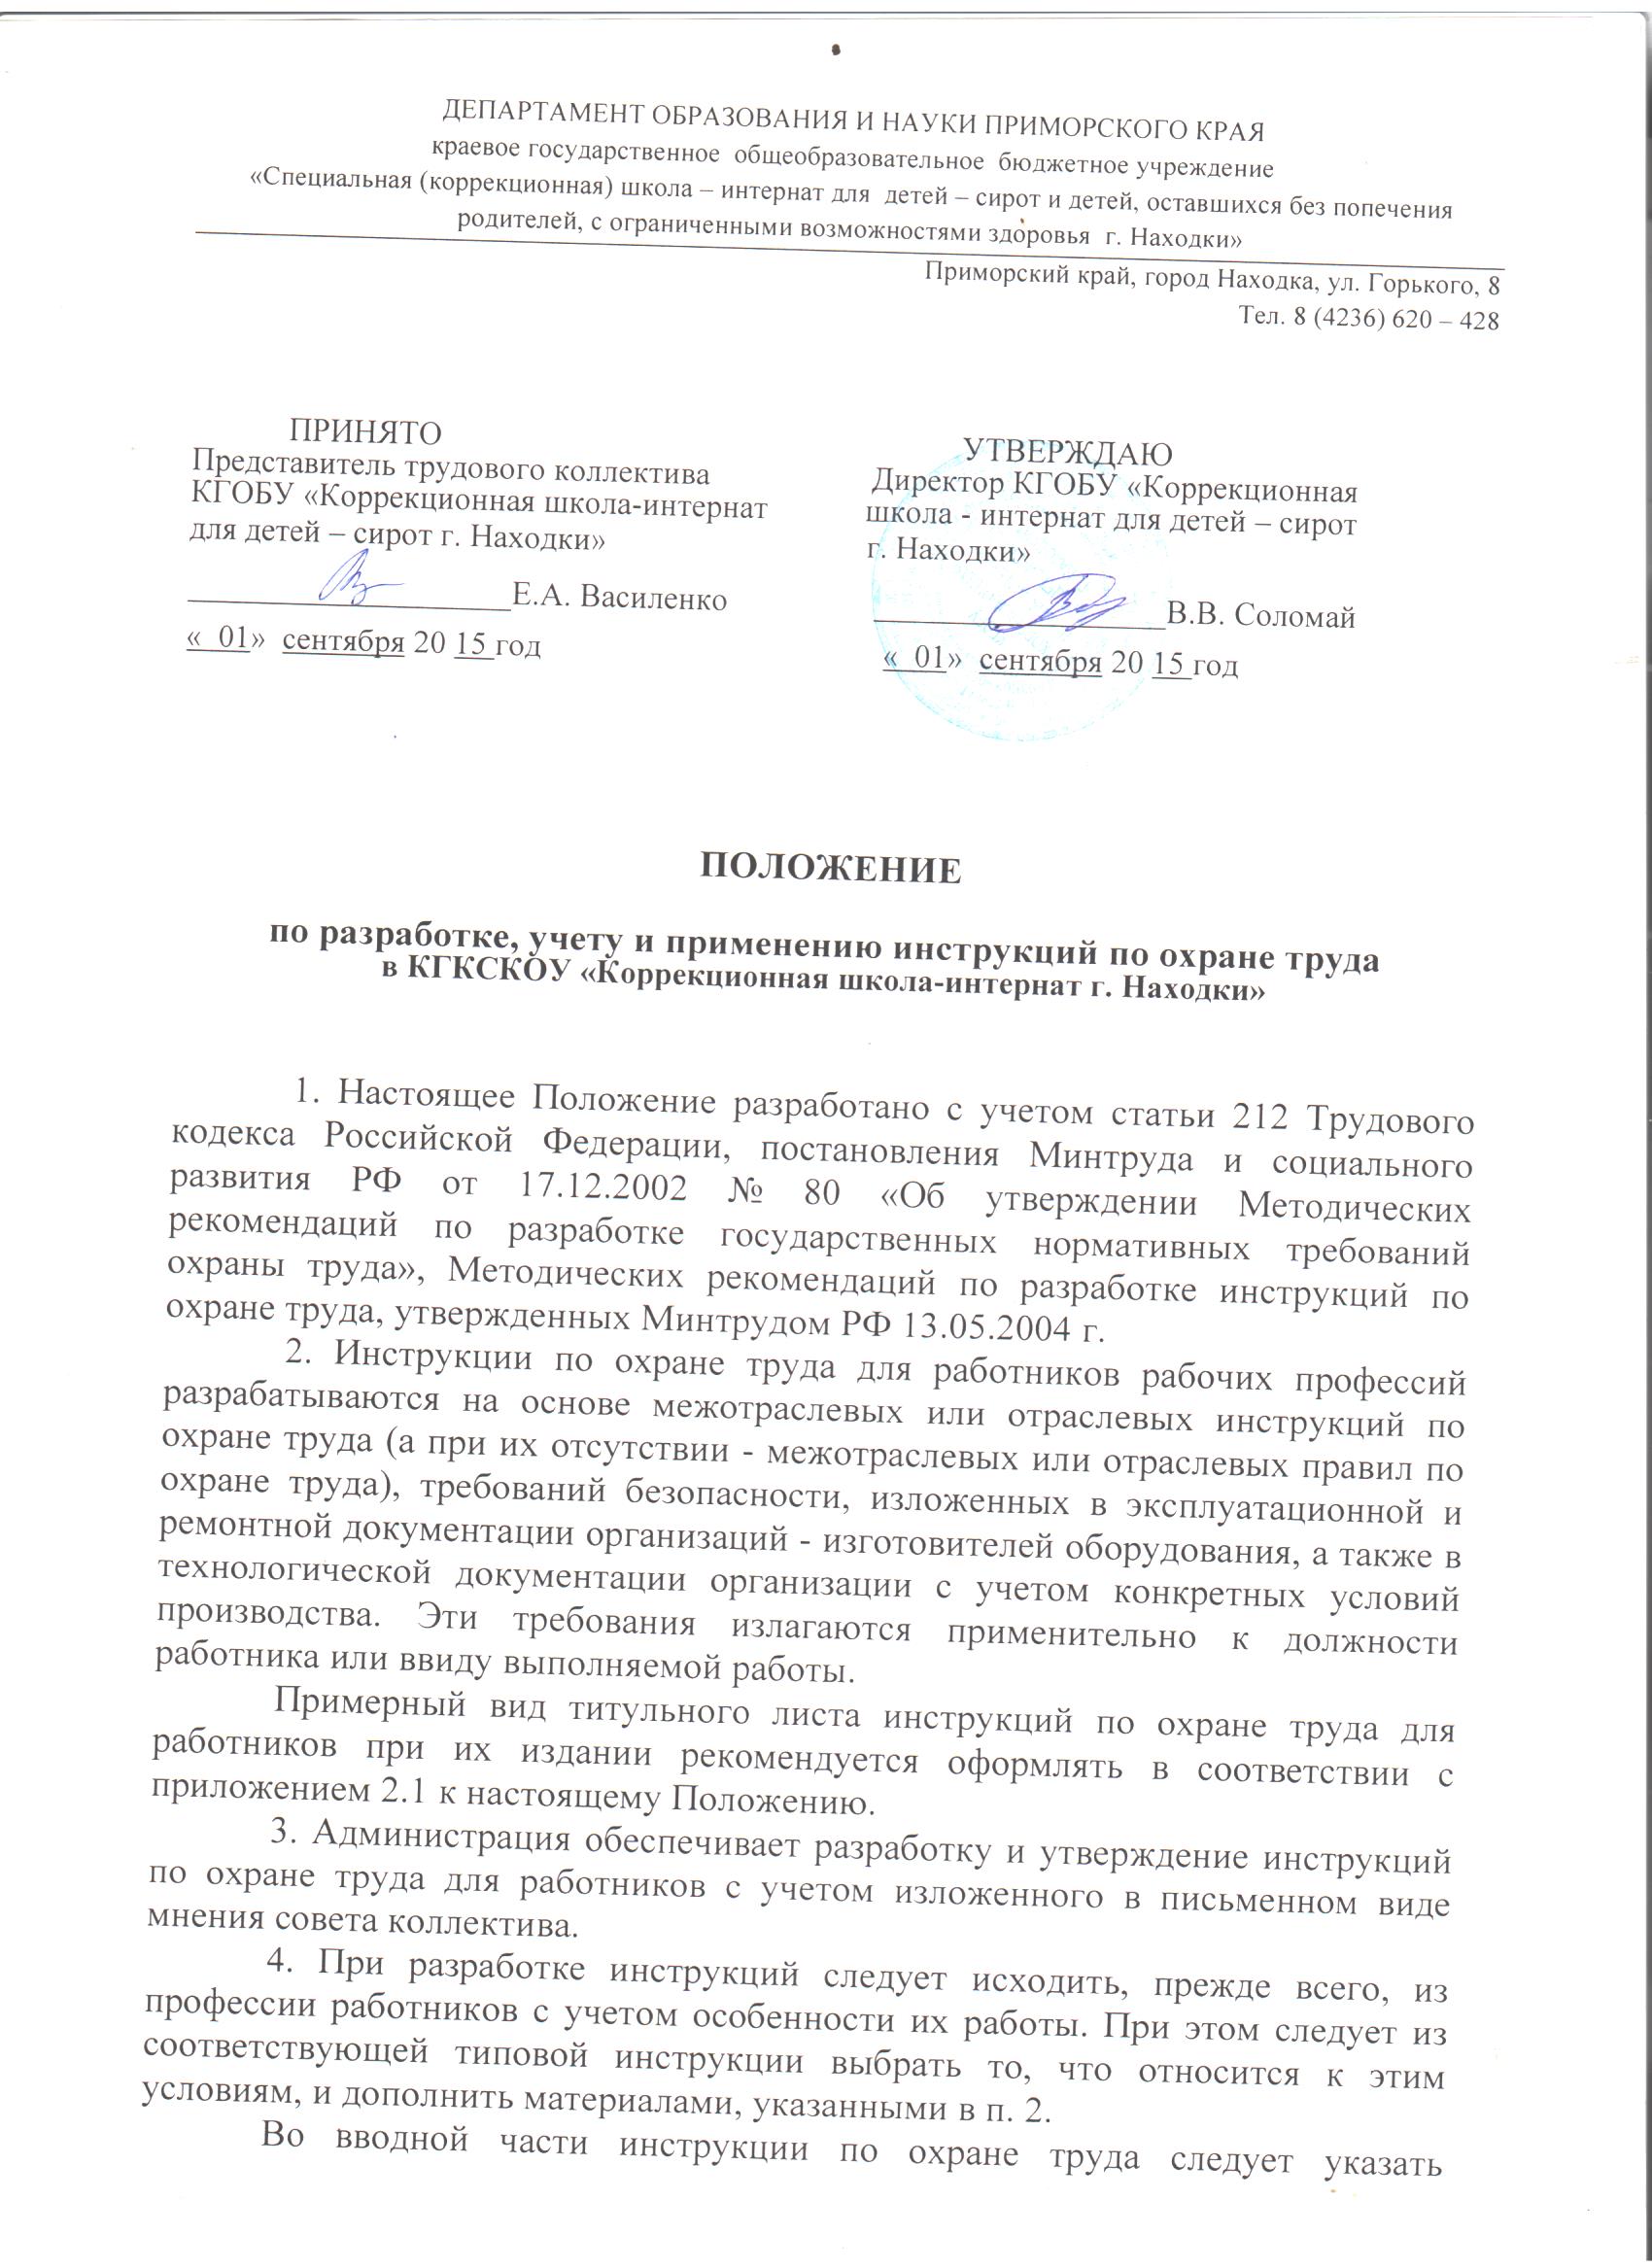 ДЕПАРТАМЕНТ ОБРАЗОВАНИЯ И НАУКИ ПРИМОРСКОГО КРАЯ
краевое государственное общеобразовательное бюджетное учреждение
«Специальная (коррекционная) школа – интернат для детей – сирот и детей, оставшихся без попечения
родителей, с ограниченными возможностями здоровья г. Находки»
Приморский край, город Находка, ул. Горького, 8
Тел. 8 (4236) 620 – 428
ПРИНЯТО
Представитель трудового коллектива
КГОБУ «Коррекционная школа-интернат
для детей – сирот г. Находки»
Е.А. Василенко
« 01» сентября 20 15 год
УТВЕРЖДАЮ
Директор КГОБУ «Коррекционная
школа - интернат для детей – сирот
г. Находки»
В.В. Соломай
« 01» сентября 20 15 год
ПОЛОЖЕНИЕ
по разработке, учету и применению инструкций по охране труда
в КГКСКОУ «Коррекционная школа-интернат г. Находки»
1. Настоящее Положение разработано с учетом статьи 212 Трудового
кодекса Российской Федерации, постановления Минтруда и социального
развития РФ от 17.12.2002 № 80 «Об утверждении Методических
рекомендаций по разработке государственных нормативных требований
охраны труда», Методических рекомендаций по разработке инструкций по
охране труда, утвержденных Минтрудом РФ 13.05.2004 г.
2. Инструкции по охране труда для работников рабочих профессий
разрабатываются на основе межотраслевых или отраслевых инструкций по
охране труда (а при их отсутствии - межотраслевых или отраслевых правил по
охране труда), требований безопасности, изложенных в эксплуатационной и
ремонтной документации организаций - изготовителей оборудования, а также в
технологической документации организации с учетом конкретных условий
производства. Эти требования излагаются применительно к должности
работника или ввиду выполняемой работы.
Примерный вид титульного листа инструкций по охране труда для
работников при их издании рекомендуется оформлять в соответствии с
приложением 2.1 к настоящему Положению.
3. Администрация обеспечивает разработку и утверждение инструкций
по охране труда для работников с учетом изложенного в письменном виде
мнения совета коллектива.
4. При разработке инструкций следует исходить, прежде всего, из
профессии работников с учетом особенности их работы. При этом следует из
соответствующей типовой инструкции выбрать то, что относится к этим
условиям, и дополнить материалами, указанными в п. 2.
Во вводной части инструкции по охране труда следует указать